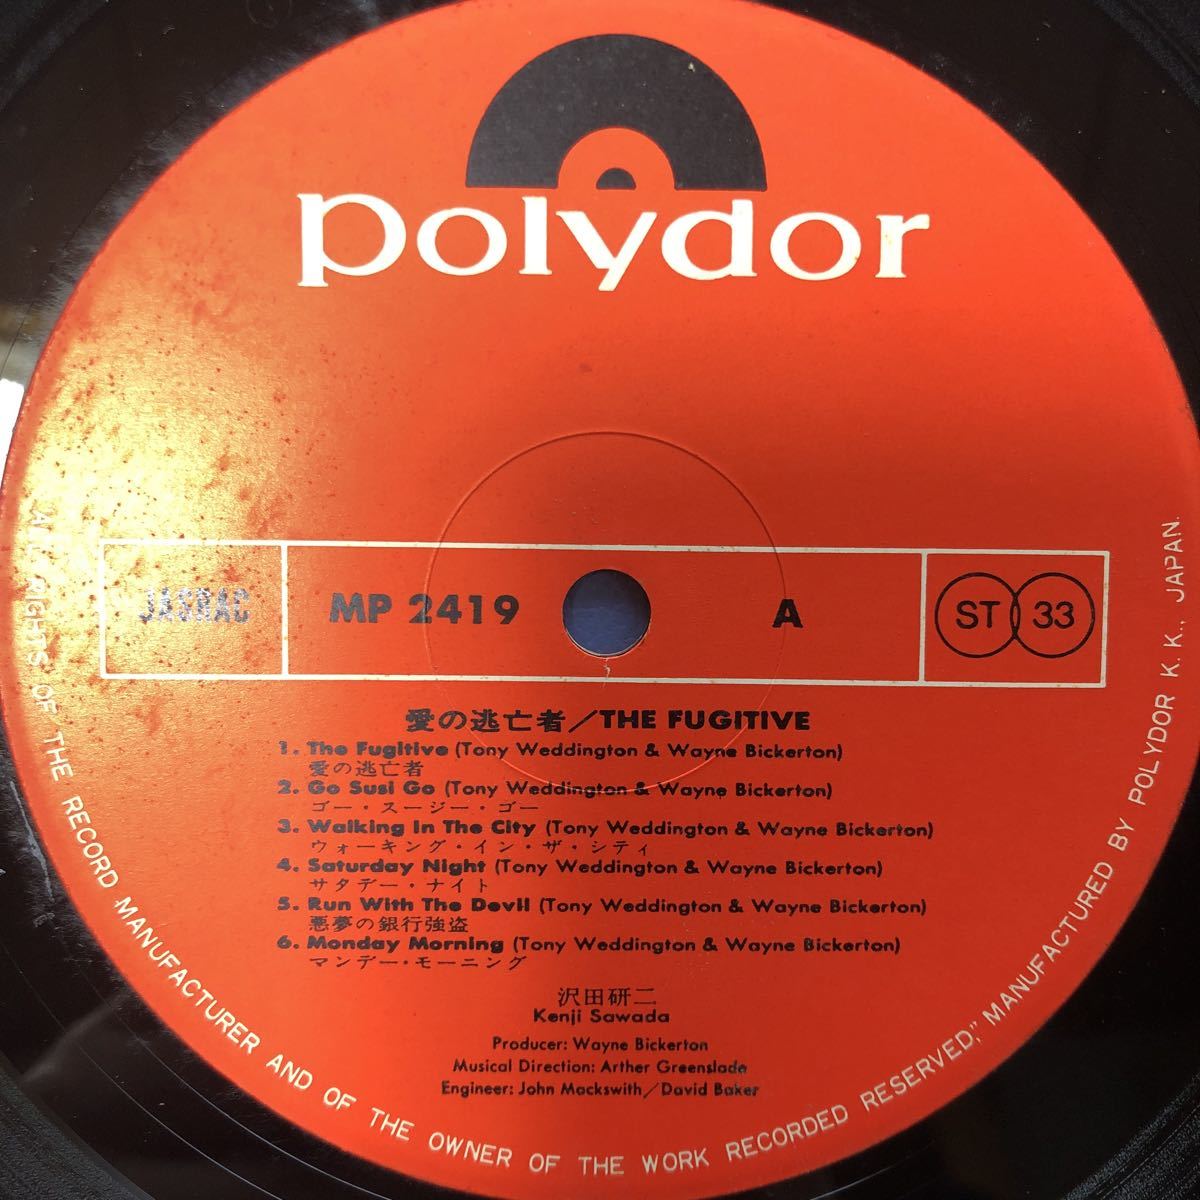 polydor
JASRAC MP 2419 A ST 33
愛の逃亡者/THE FUGITIVE
1. The Fugitive (Tony Weddington & Wayne Bickerton)
愛の逃亡者
2. Go Susi Go (Tony Weddington & Wayne Bickerton)
ゴー・スージー・ゴー
3. Walking In The City (Tony Weddington & Wayne Bickerton)
ウォーキング・イン・ザ・シティ
4. Saturday Night (Tony Weddington & Wayne Bickerton)
サタデー・ナイト
5. Run With The Devil (Tony Weddington & Wayne Bickerton)
悪夢の銀行強盗
6. Monday Morning (Tony Weddington & Wayne Bickerton)
マンデー・モーニング
沢田研二
Kenji Sawada
Producer: Wayne Bickerton
Musical Direction: Arther Greenslade
Engineer: John Mackswith/David Baker
ALL RIGHTS OF THE RECORD MANUFACTURER AND OF THE OWNER OF THE WORK RECORDED RESERVED," MANUFACTURED BY POLYDOR K. K., JAPAN.